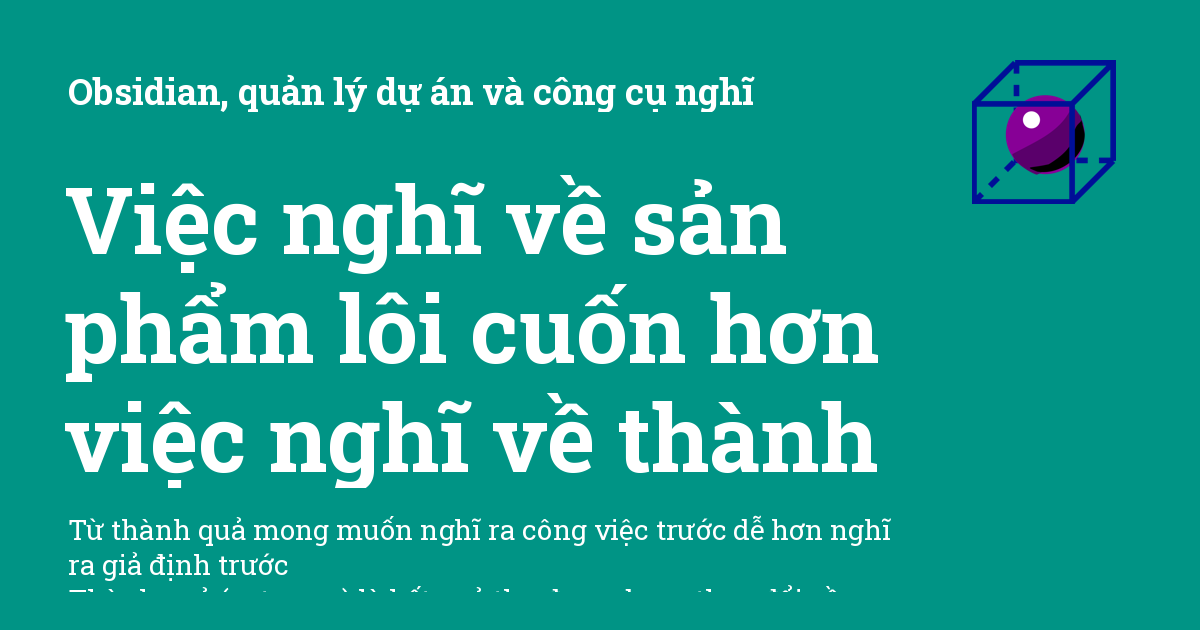 Obsidian, quản lý dự án và công cụ nghĩ
Việc nghĩ về sản
phẩm lôi cuốn hơn
việc nghĩ về thành
Từ thành quả mong muốn nghĩ ra công việc trước dễ hơn nghĩ
ra giả định trước